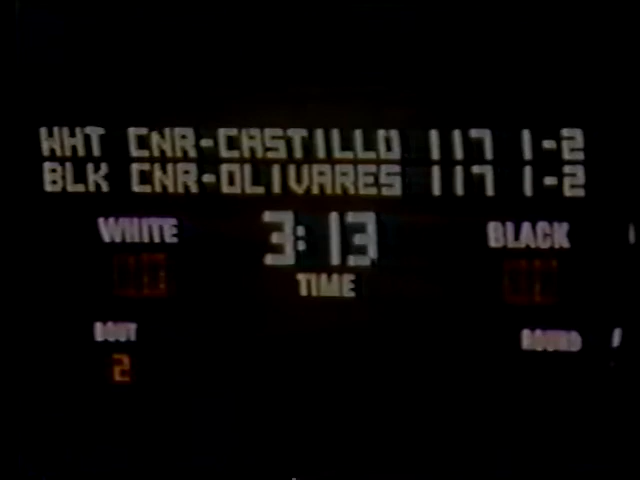 WHT CNR-CASTILLO 117 1-2
BLK CNR-OLIVARES 117 1-2
WHITE 3:13 BLACK
TIME
BOUT ROUND
2